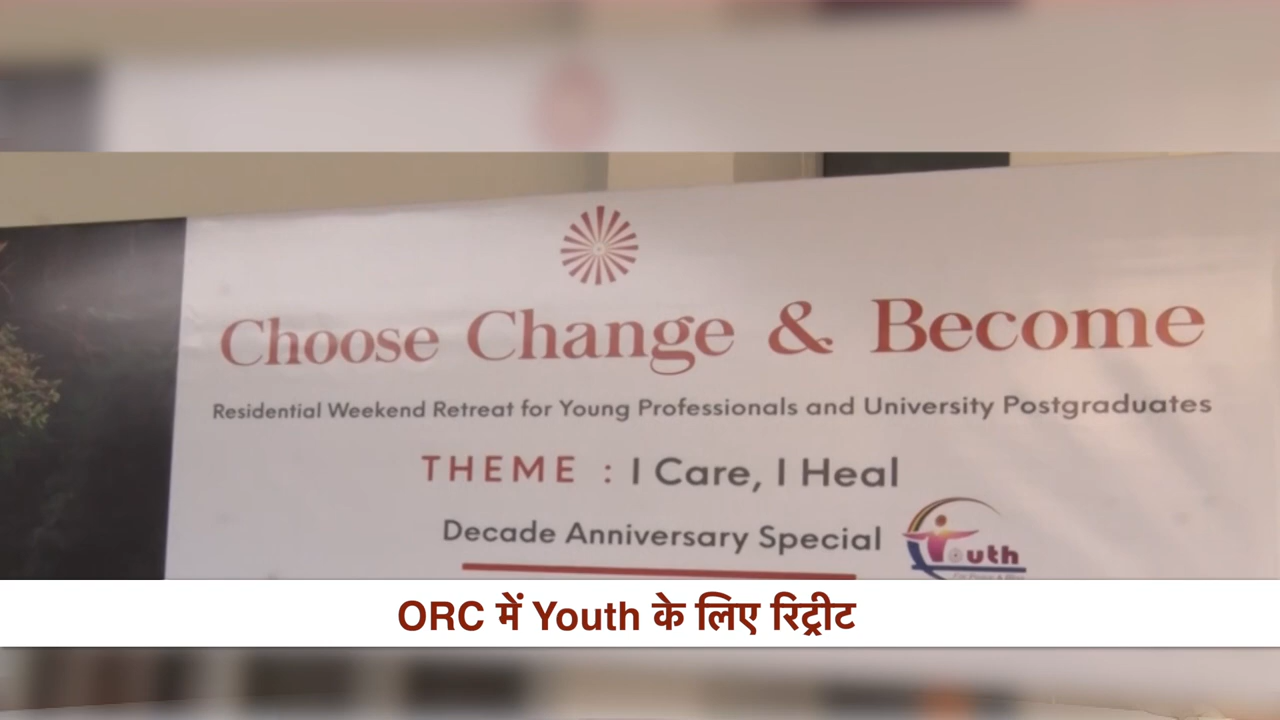 Choose Change & Become
Residential Weekend Retreat for Young Professionals and University Postgraduates
THEME : I Care, I Heal
Decade Anniversary Special
Youth
ORC में Youth के लिए रिट्रीट